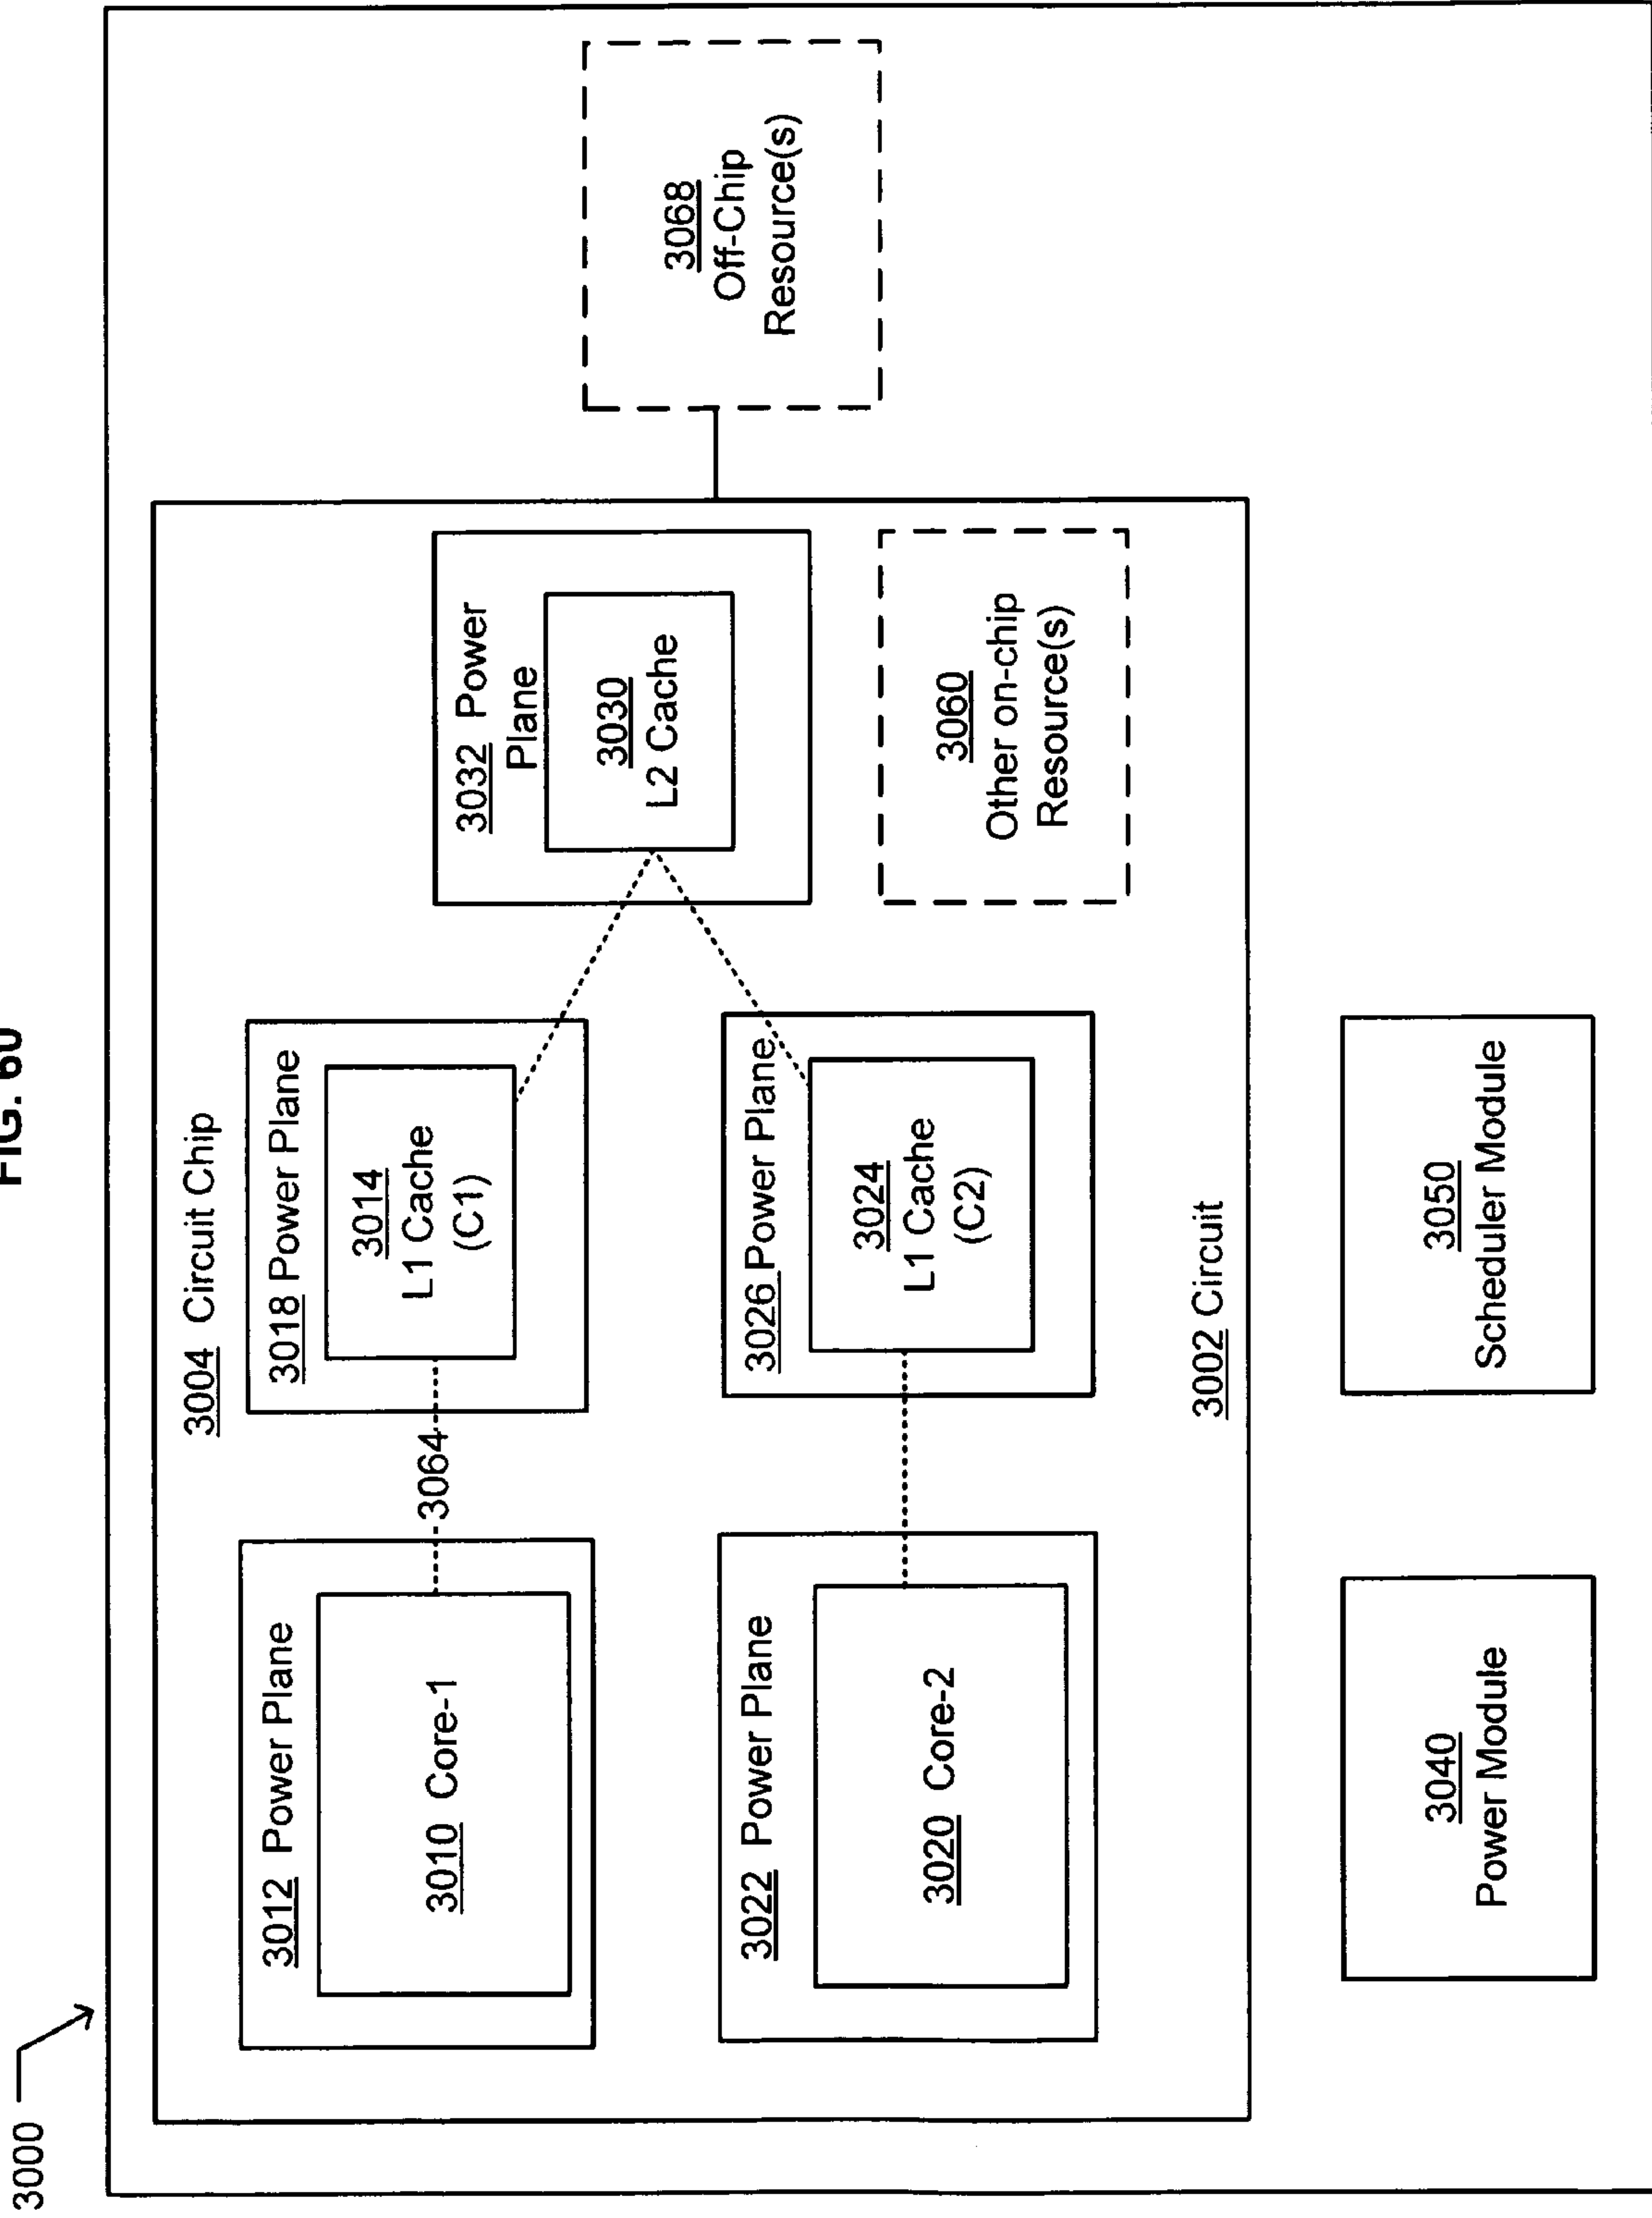 FIG. 60
3000
3004 Circuit Chip
3012 Power Plane
3010 Core-1
3064
3018 Power Plane
3014
L1 Cache
(C1)
3032 Power
Plane
3030
L2 Cache
3068
Off-Chip
Resource(s)
3022 Power Plane
3020 Core-2
3026 Power Plane
3024
L1 Cache
(C2)
3060
Other on-chip
Resource(s)
3002 Circuit
3040
Power Module
3050
Scheduler Module